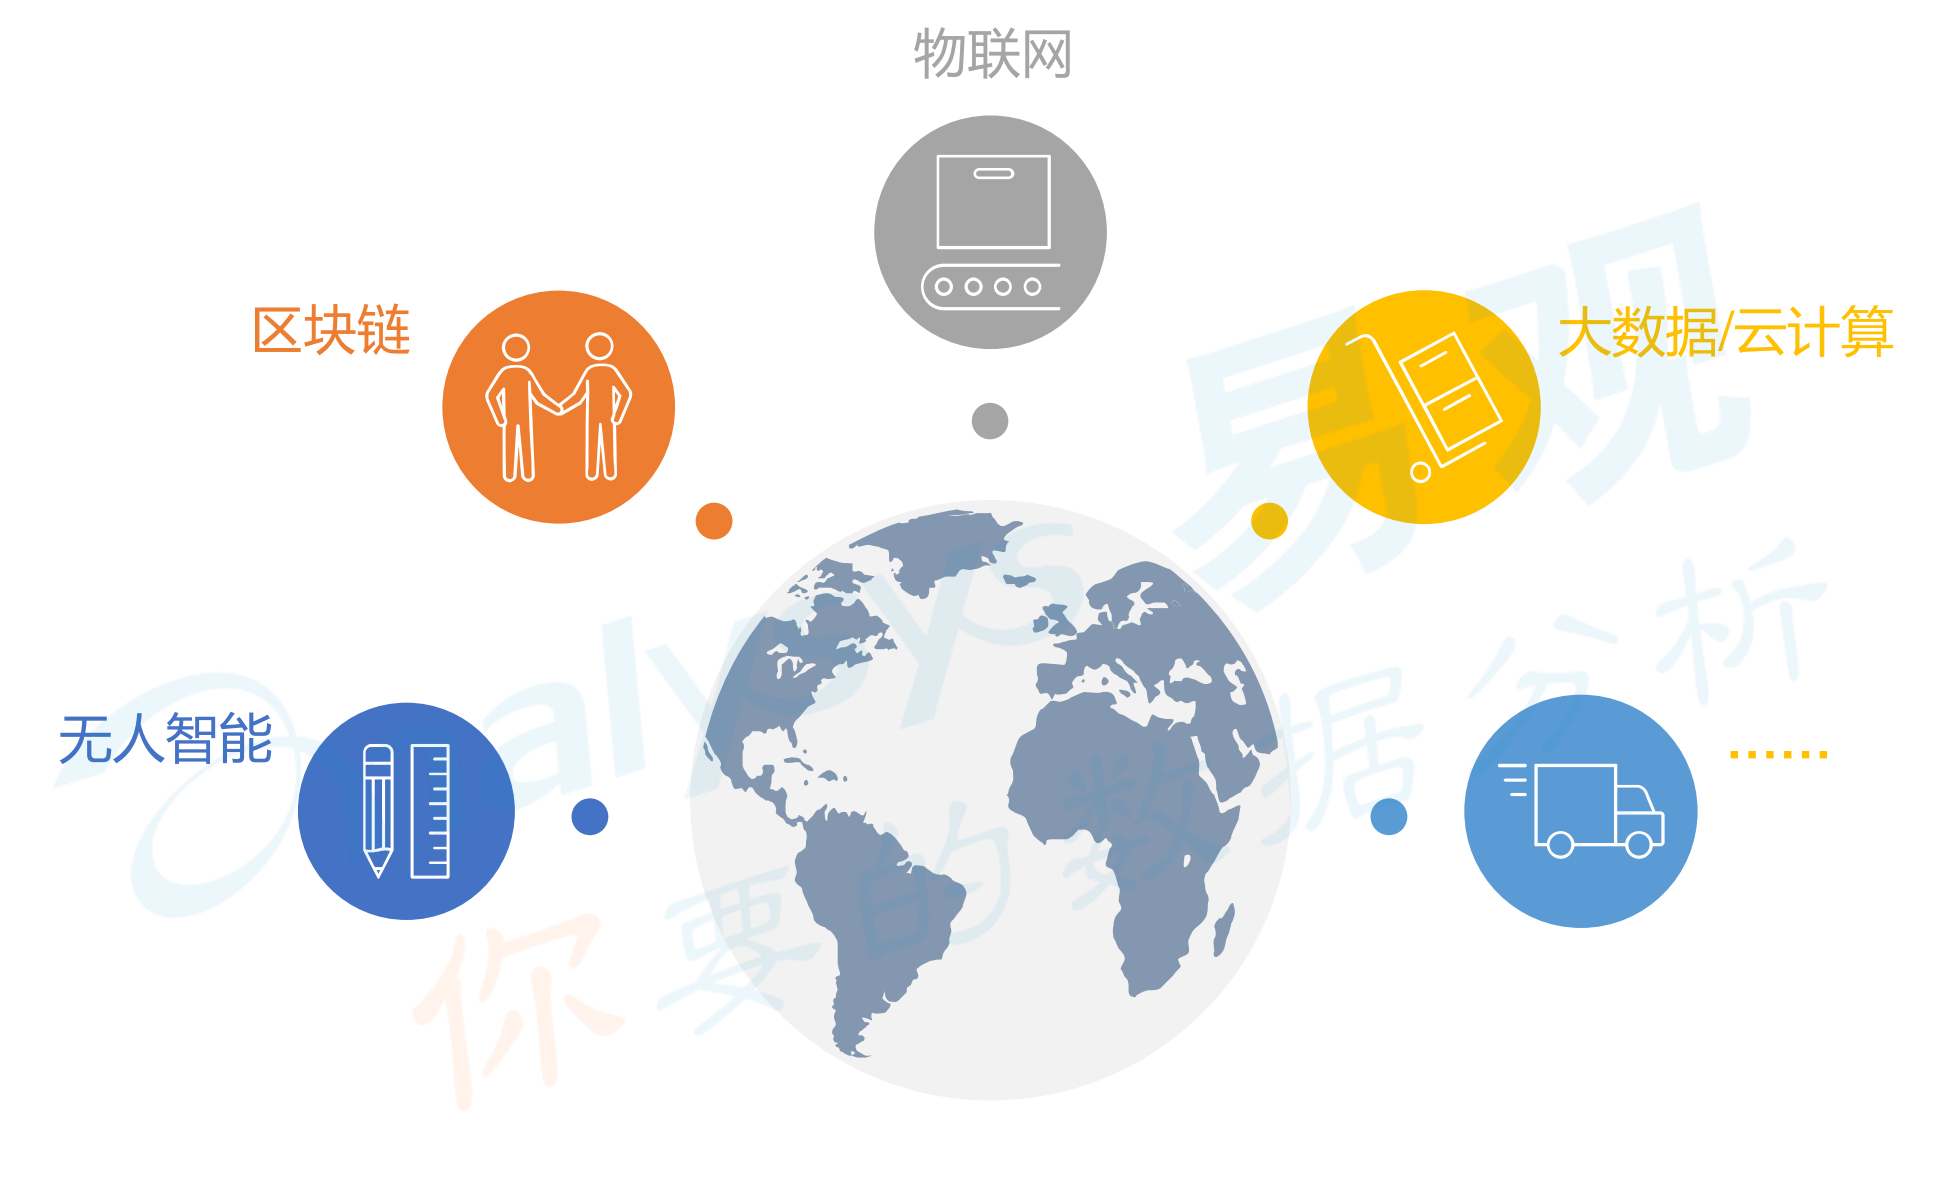 物联网
区块链
大数据/云计算
无人智能
……
analysys 易观
你要的数据分析